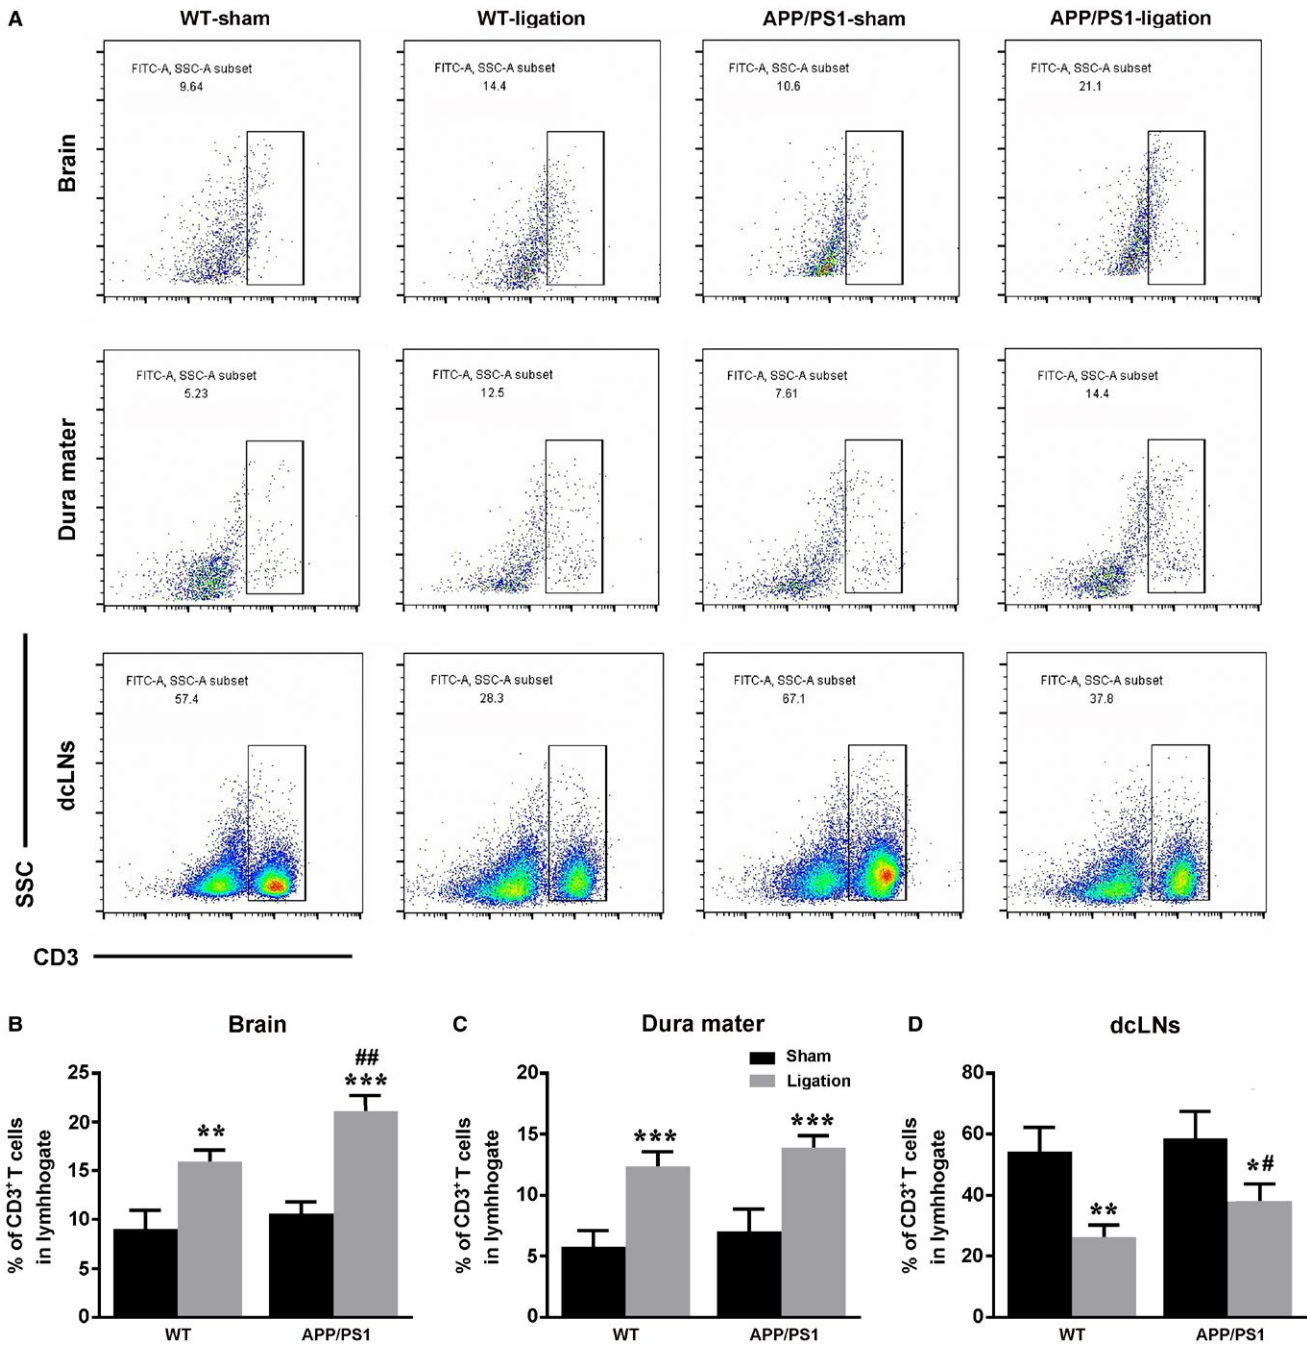 A
WT-sham
WT-ligation
APP/PS1-sham
APP/PS1-ligation
Brain
FITC-A, SSC-A subset
9.64
FITC-A, SSC-A subset
14.4
FITC-A, SSC-A subset
10.6
FITC-A, SSC-A subset
21.1
Dura mater
FITC-A, SSC-A subset
5.23
FITC-A, SSC-A subset
12.5
FITC-A, SSC-A subset
7.61
FITC-A, SSC-A subset
14.4
dcLNs
FITC-A, SSC-A subset
57.4
FITC-A, SSC-A subset
28.3
FITC-A, SSC-A subset
67.1
FITC-A, SSC-A subset
37.8
SSC
CD3
B
Brain
% of CD3⁺ T cells
in lymhhogate
25
20
15
10
5
0
**
##
***
WT
APP/PS1
C
Dura mater
Sham
Ligation
% of CD3⁺ T cells
in lymhhogate
20
15
10
5
0
***
***
WT
APP/PS1
D
dcLNs
% of CD3⁺ T cells
in lymhhogate
80
60
40
20
0
**
*#
WT
APP/PS1